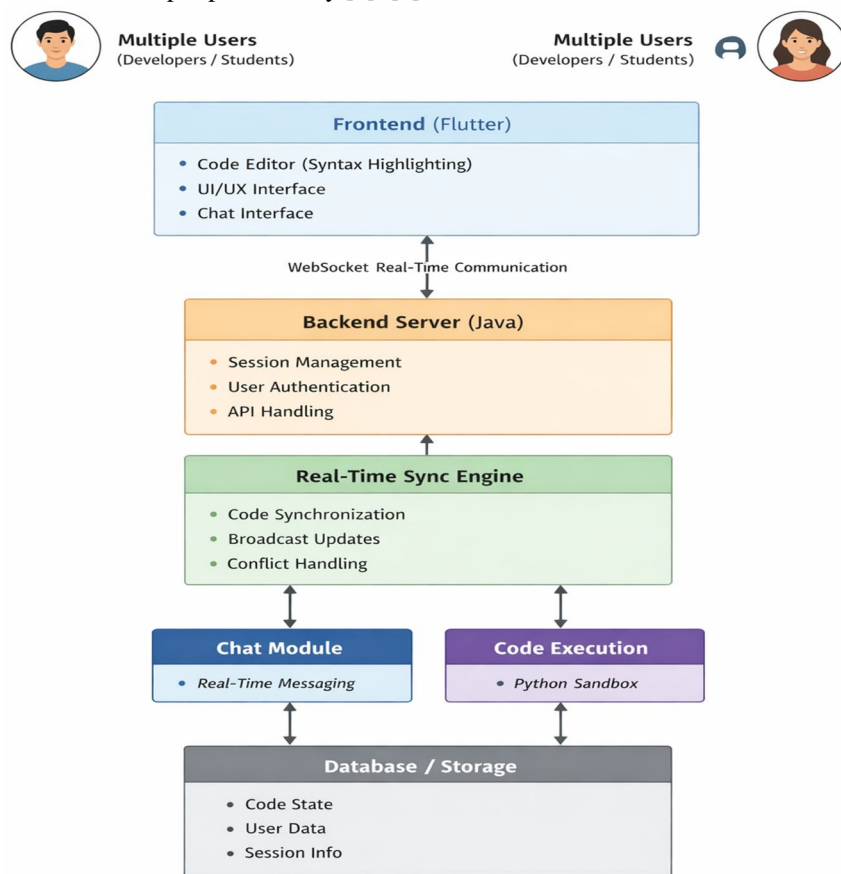 Multiple Users
(Developers / Students)
Multiple Users
(Developers / Students)
Frontend (Flutter)
• Code Editor (Syntax Highlighting)
• UI/UX Interface
• Chat Interface
WebSocket Real-Time Communication
Backend Server (Java)
• Session Management
• User Authentication
• API Handling
Real-Time Sync Engine
• Code Synchronization
• Broadcast Updates
• Conflict Handling
Chat Module
• Real-Time Messaging
Code Execution
• Python Sandbox
Database / Storage
• Code State
• User Data
• Session Info